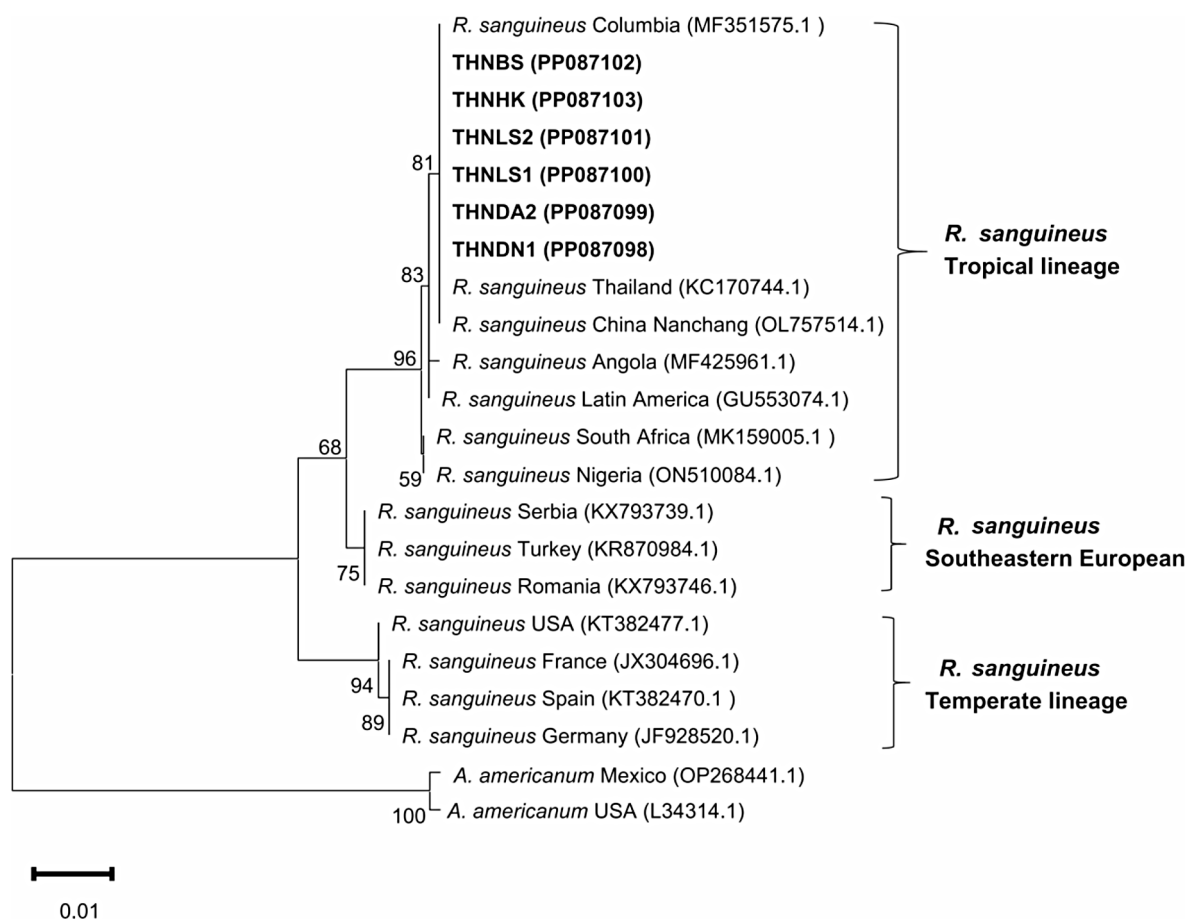 R. sanguineus Columbia (MF351575.1 )
THNBS (PP087102)
THNHK (PP087103)
THNLS2 (PP087101)
81
THNLS1 (PP087100)
THNDA2 (PP087099)
R. sanguineus
Tropical lineage
THNDN1 (PP087098)
83
R. sanguineus Thailand (KC170744.1)
R. sanguineus China Nanchang (OL757514.1)
96
R. sanguineus Angola (MF425961.1)
R. sanguineus Latin America (GU553074.1)
R. sanguineus South Africa (MK159005.1 )
68
59
R. sanguineus Nigeria (ON510084.1)
R. sanguineus Serbia (KX793739.1)
R. sanguineus
Southeastern European
R. sanguineus Turkey (KR870984.1)
75
R. sanguineus Romania (KX793746.1)
R. sanguineus USA (KT382477.1)
R. sanguineus France (JX304696.1)
R. sanguineus
Temperate lineage
94
R. sanguineus Spain (KT382470.1 )
89
R. sanguineus Germany (JF928520.1)
A. americanum Mexico (OP268441.1)
100
A. americanum USA (L34314.1)
0.01